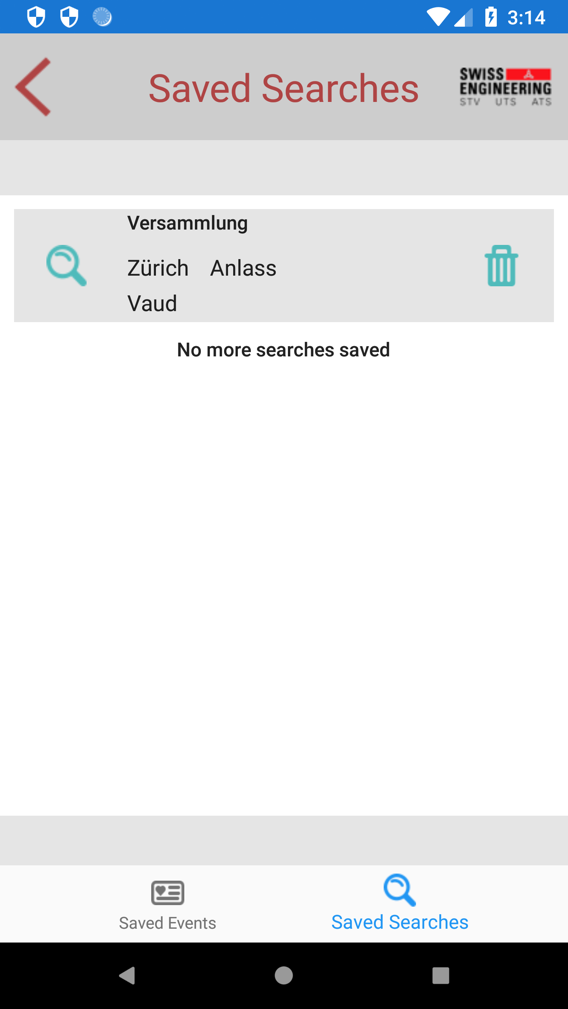 3:14
Saved Searches
SWISS
ENGINEERING
STV UTS ATS
Versammlung
Zürich Anlass
Vaud
No more searches saved
Saved Events
Saved Searches